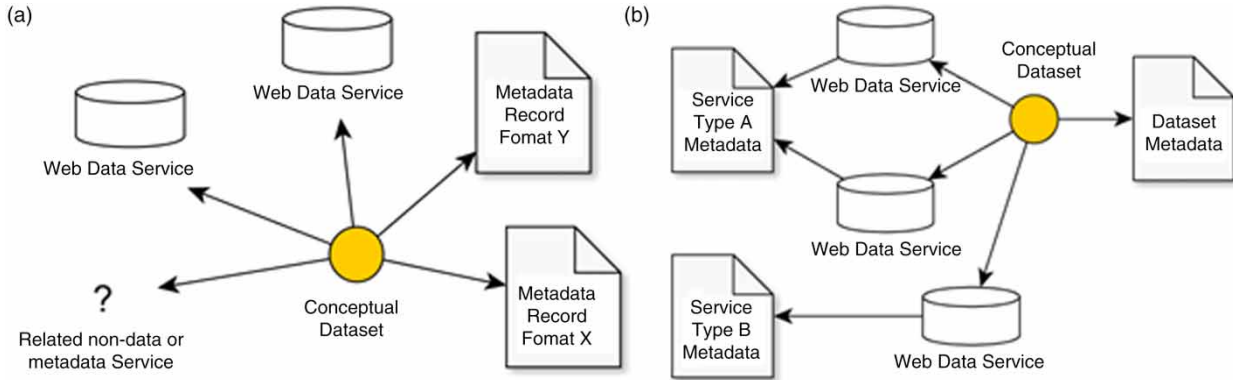 (a)
Web Data Service
Web Data Service
Metadata
Record
Fomat Y
?
Related non-data or
metadata Service
Conceptual
Dataset
Metadata
Record
Fomat X
(b)
Service
Type A
Metadata
Web Data Service
Conceptual
Dataset
Dataset
Metadata
Web Data Service
Service
Type B
Metadata
Web Data Service